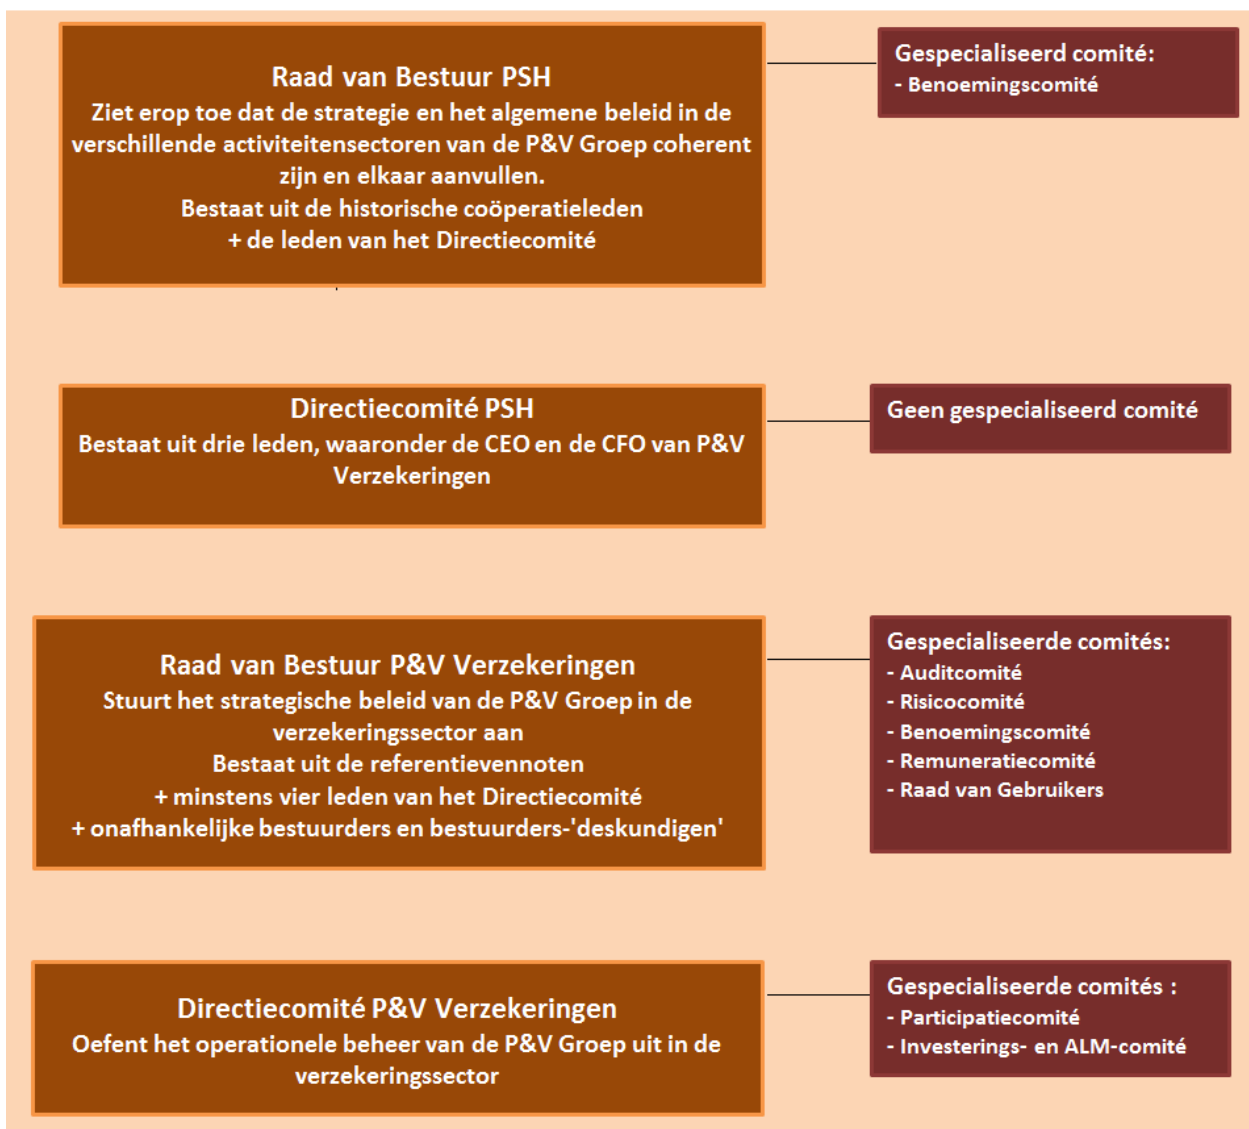 Raad van Bestuur PSH
Ziet erop toe dat de strategie en het algemene beleid in de
verschillende activiteitensectoren van de P&V Groep coherent
zijn en elkaar aanvullen.
Bestaat uit de historische coöperatieleden
+ de leden van het Directiecomité
Gespecialiseerd comité:
- Benoemingscomité
Directiecomité PSH
Bestaat uit drie leden, waaronder de CEO en de CFO van P&V
Verzekeringen
Geen gespecialiseerd comité
Raad van Bestuur P&V Verzekeringen
Stuurt het strategische beleid van de P&V Groep in de
verzekeringssector aan
Bestaat uit de referentievennoten
+ minstens vier leden van het Directiecomité
+ onafhankelijke bestuurders en bestuurders-'deskundigen'
Gespecialiseerde comités:
- Auditcomité
- Risicocomité
- Benoemingscomité
- Remuneratiecomité
- Raad van Gebruikers
Directiecomité P&V Verzekeringen
Oefent het operationele beheer van de P&V Groep uit in de
verzekeringssector
Gespecialiseerde comités :
- Participatiecomité
- Investerings- en ALM-comité